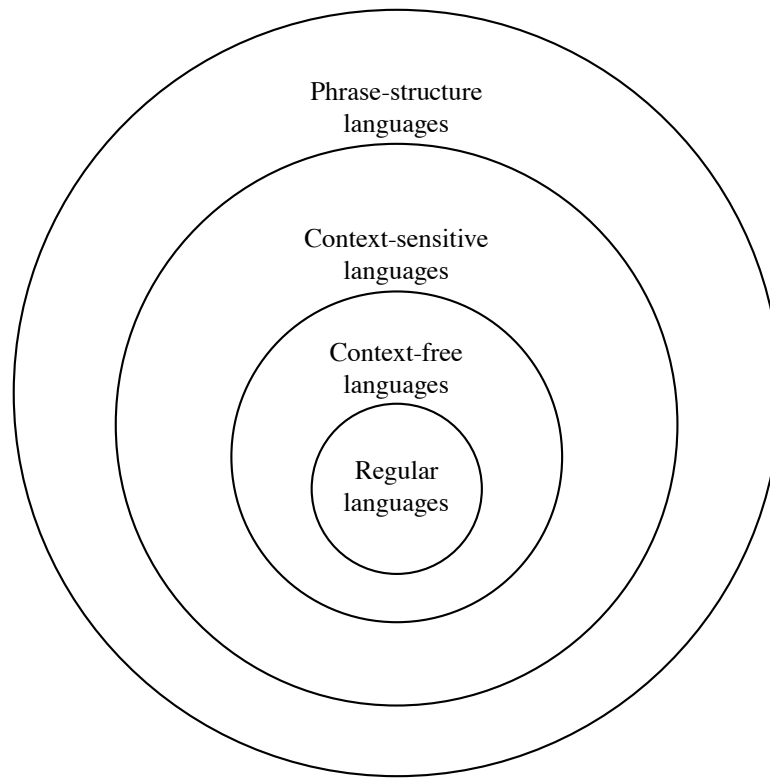 Phrase-structure
languages
Context-sensitive
languages
Context-free
languages
Regular
languages